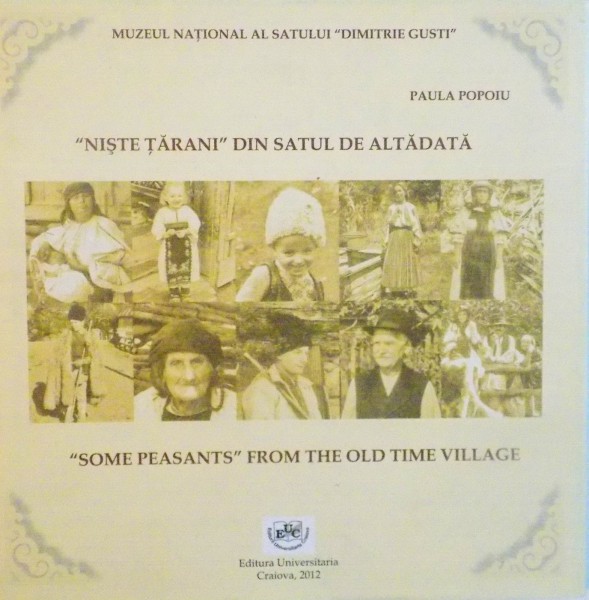 MUZEUL NAȚIONAL AL SATULUI "DIMITRIE GUSTI"
PAULA POPOIU
"NIȘTE ȚĂRANI" DIN SATUL DE ALTĂDATĂ
"SOME PEASANTS" FROM THE OLD TIME VILLAGE
EUC
Editura Universitaria
Craiova, 2012